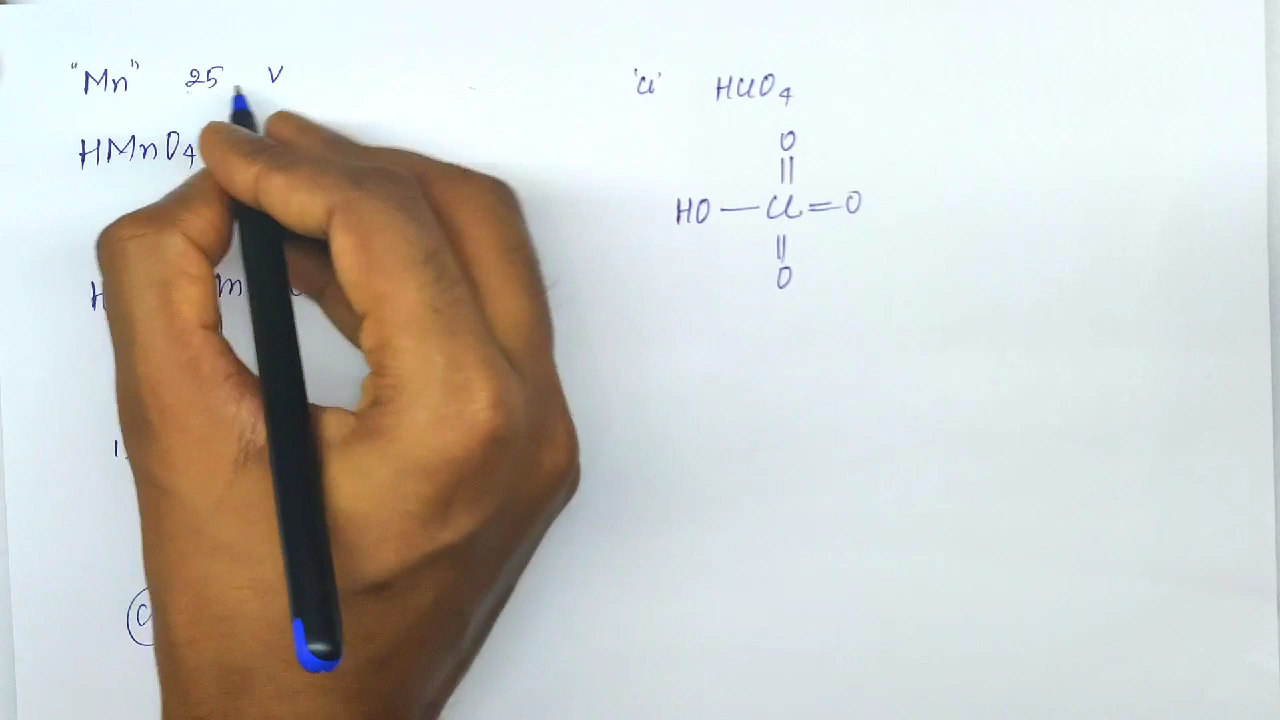 "Mn" 25 V
HMnO4
'Cl' HClO4
O
HO — Cl = O
O